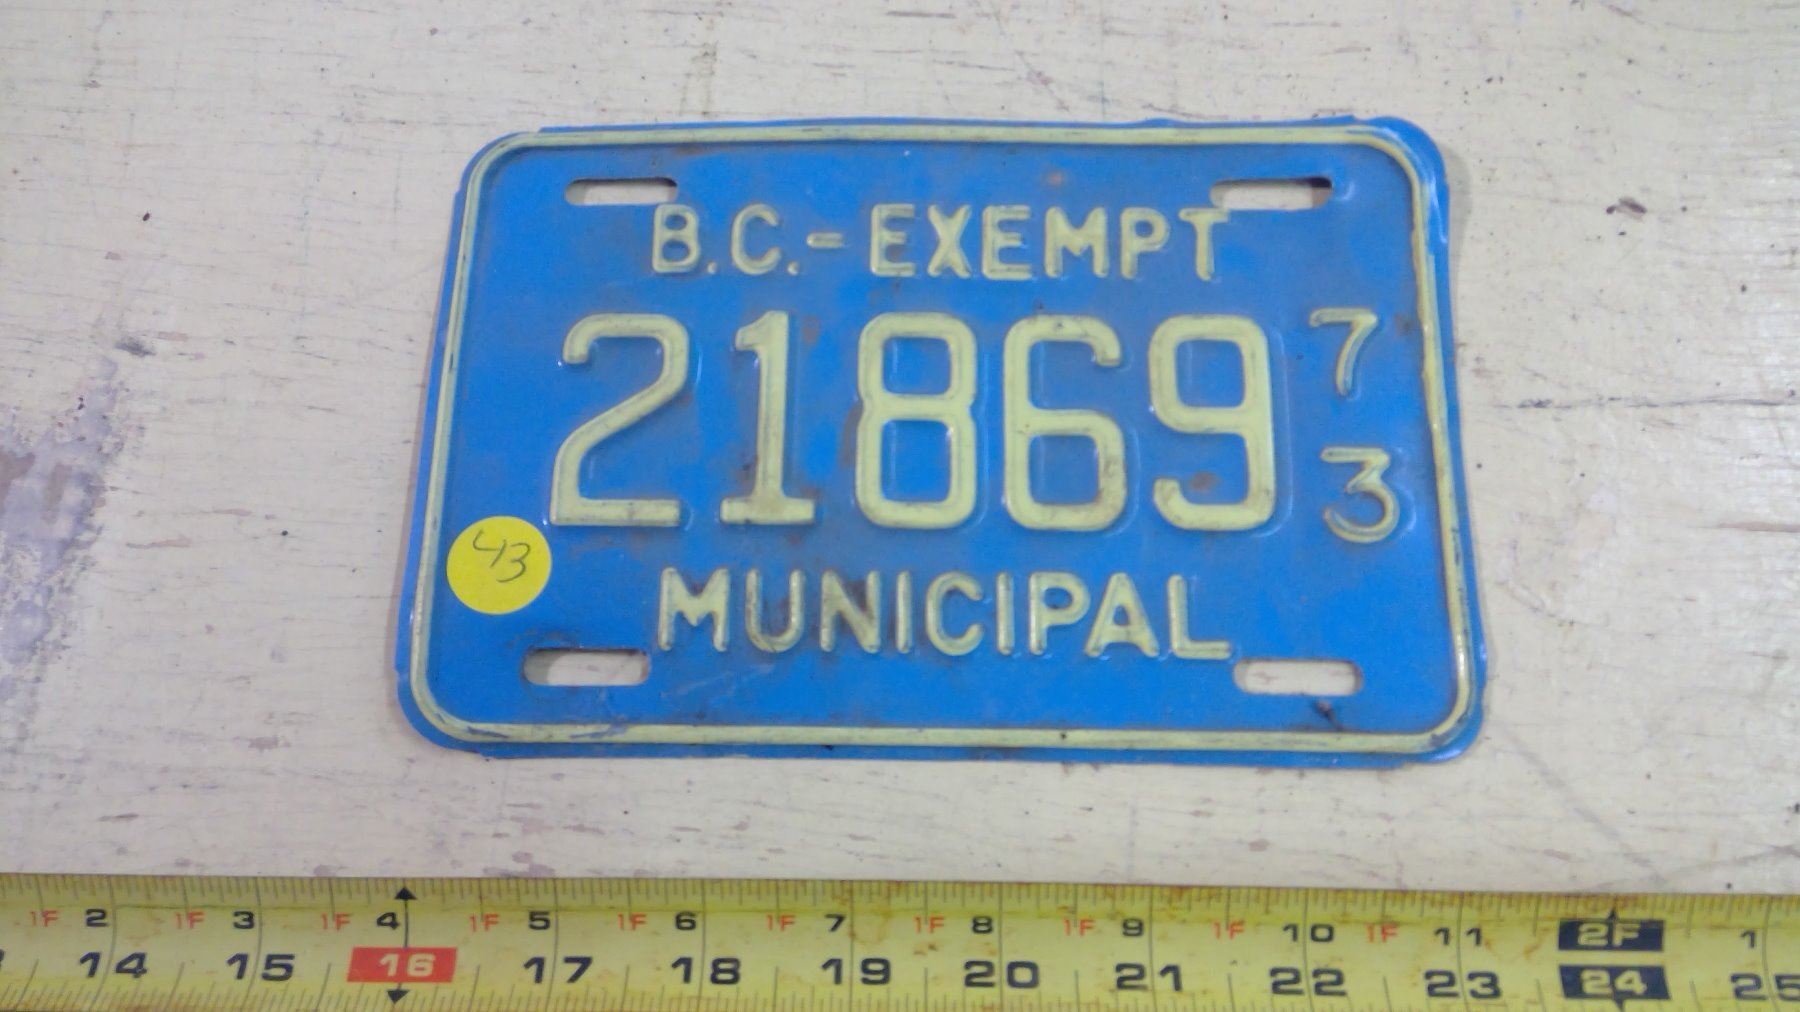 B.C.-EXEMPT
21869 73
43
MUNICIPAL
1F 2 1F 3 1F 4 1F 5 1F 6 1F 7 1F 8 1F 9 1F 10 1F 11 2F 1
14 15 16 17 18 19 20 21 22 23 24 25